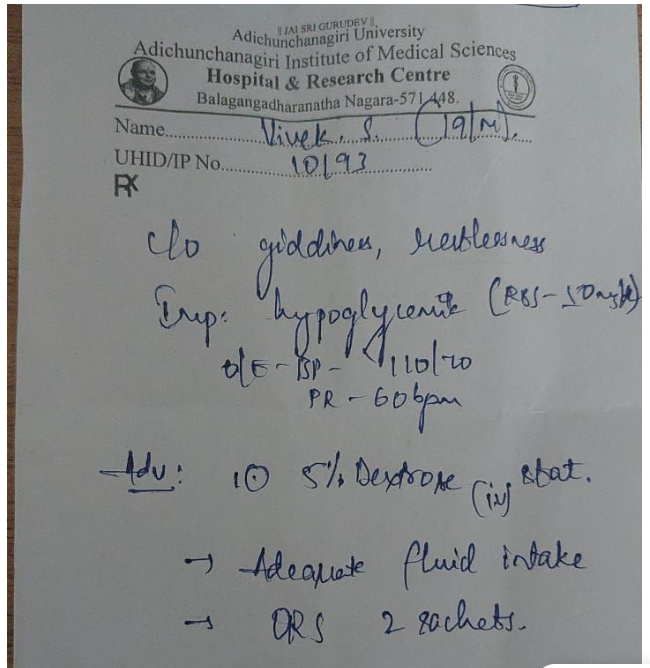 || JAI SRI GURUDEV ||
Adichunchanagiri University
Adichunchanagiri Institute of Medical Sciences
Hospital & Research Centre
Balagangadharanatha Nagara-571 448.
Name.......... Vivek. S. (19/M).
UHID/IP No.......... 10193
Rx
c/o giddiness, restlessness
Imp: hypoglycemic (RBS - 50mg/dl)
O/E - BP - 110/70
PR - 60bpm
Adv: 1) 5% Dextrose (iv) stat.
→ Adequate fluid intake
→ ORS 2 sachets.